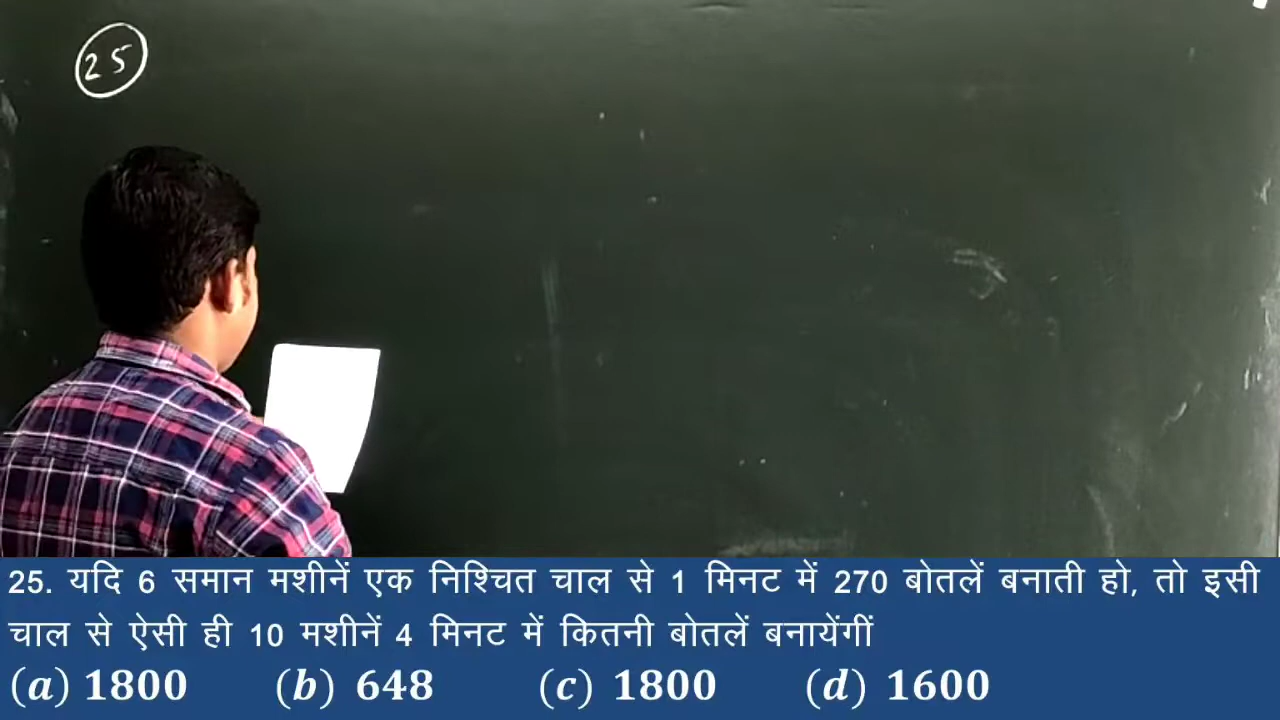 25
25. यदि 6 समान मशीनें एक निश्चित चाल से 1 मिनट में 270 बोतलें बनाती हो, तो इसी
चाल से ऐसी ही 10 मशीनें 4 मिनट में कितनी बोतलें बनायेंगीं
(a) 1800 (b) 648 (c) 1800 (d) 1600